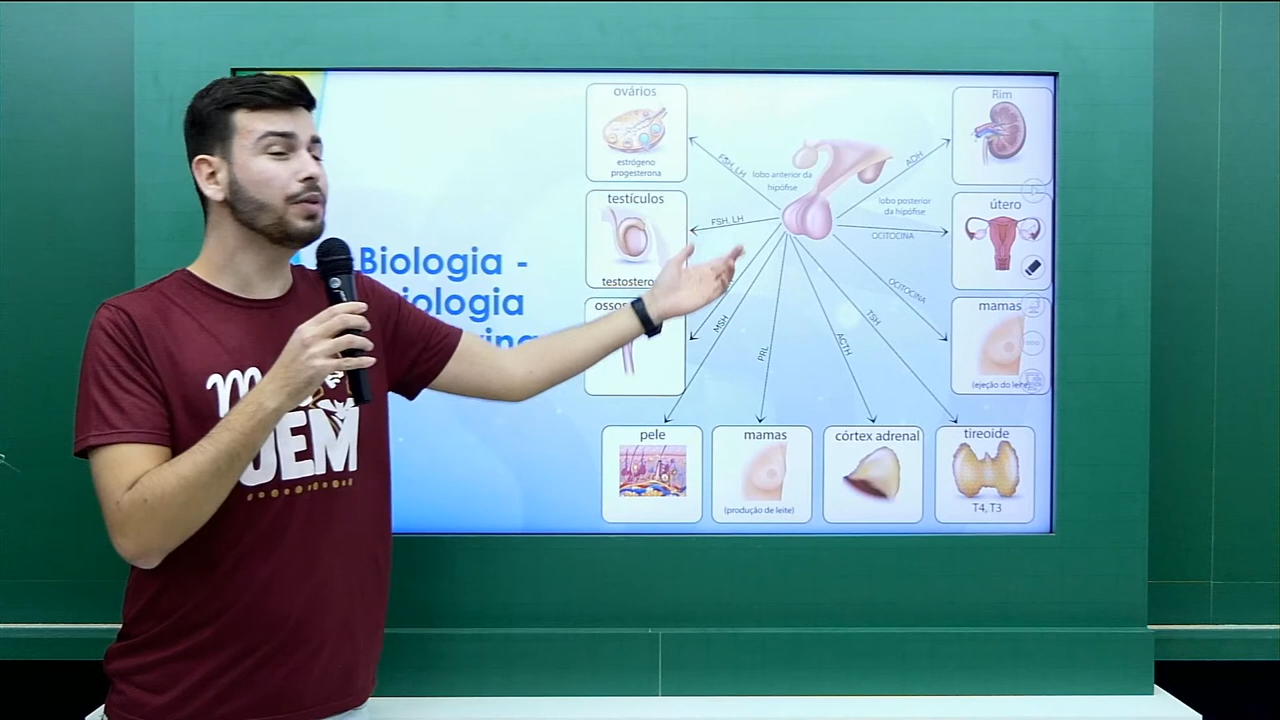 Biologia -
iologia
ovários
estrógeno
progesterona
testículos
FSH, LH
FSH, LH
lobo anterior da
hipófise
ADH
lobo posterior
da hipófise
OCITOCINA
OCITOCINA
Rim
útero
mamas
(ejeção do leite)
MSH
PRL
ACTH
TSH
pele
mamas
(produção de leite)
córtex adrenal
tireoide
T4, T3
UEM